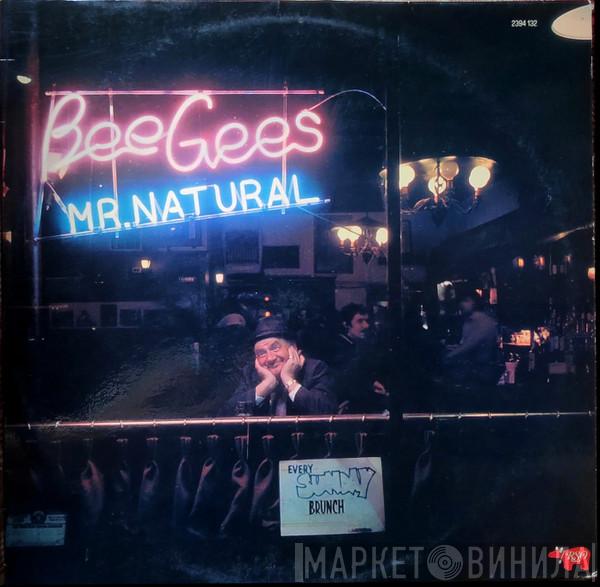 2394 132
Bee Gees
MR. NATURAL
EVERY
SUNDAY
BRUNCH
RSO
МАРКЕТ ВИНИЛА